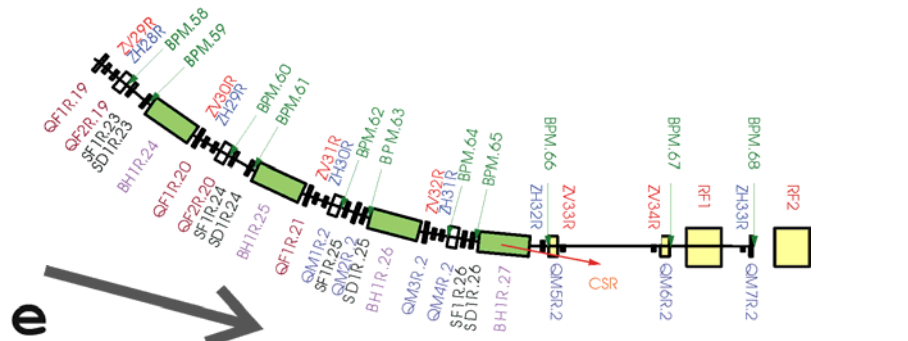 ZV29R
ZH28R
BPM.58
BPM.59
QF1R.19
QF2R.19
SF1R.23
SD1R.23
BH1R.24
ZV30R
ZH29R
BPM.60
BPM.61
QF1R.20
QF2R.20
SF1R.24
SD1R.24
BH1R.25
ZV31R
ZH30R
BPM.62
BPM.63
QF1R.21
QM1R.2
SF1R.25
QM2R.2
SD1R.25
BH1R.26
ZV32R
ZH31R
BPM.64
BPM.65
QM3R.2
QM4R.2
SF1R.26
SD1R.26
BH1R.27
BPM.66
ZH32R
ZV33R
QM5R.2
CSR
BPM.67
ZV34R
RF1
QM6R.2
BPM.68
ZH33R
QM7R.2
RF2
e